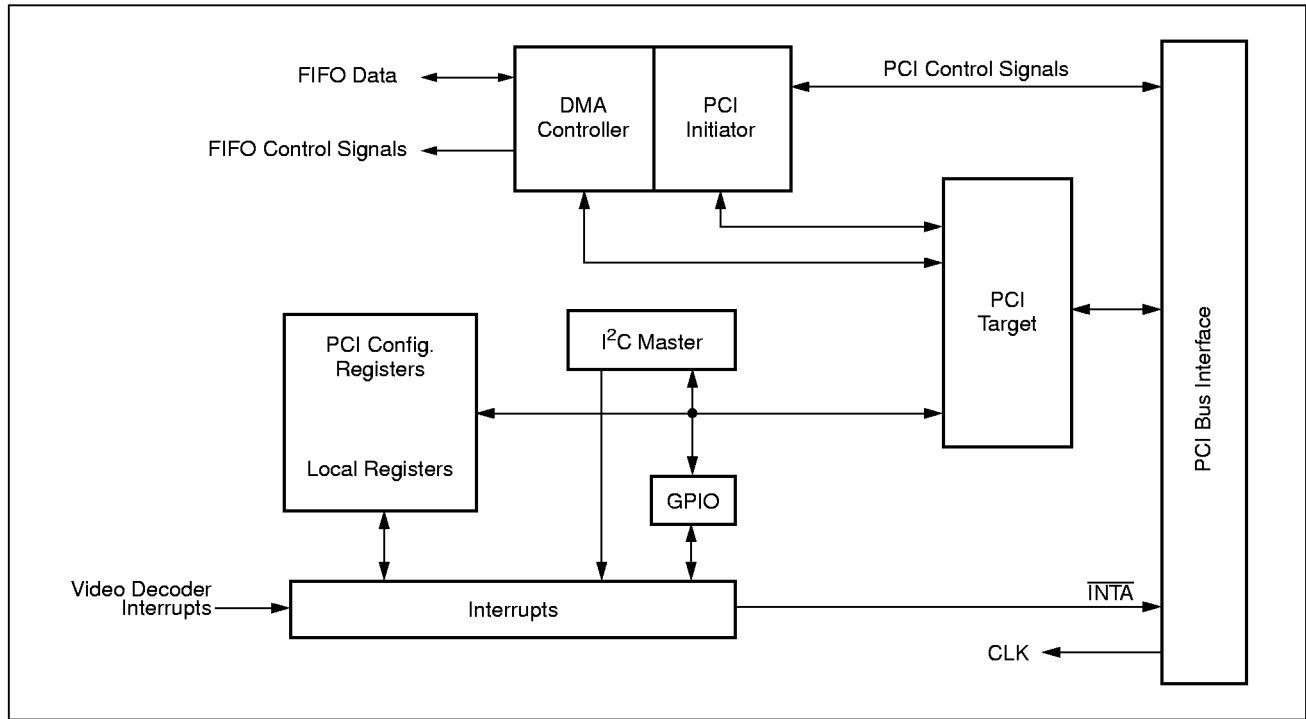 FIFO Data
FIFO Control Signals
DMA
Controller
PCI
Initiator
PCI Control Signals
PCI
Target
PCI Bus Interface
PCI Config.
Registers
Local Registers
I²C Master
GPIO
Video Decoder
Interrupts
Interrupts
INTA
CLK